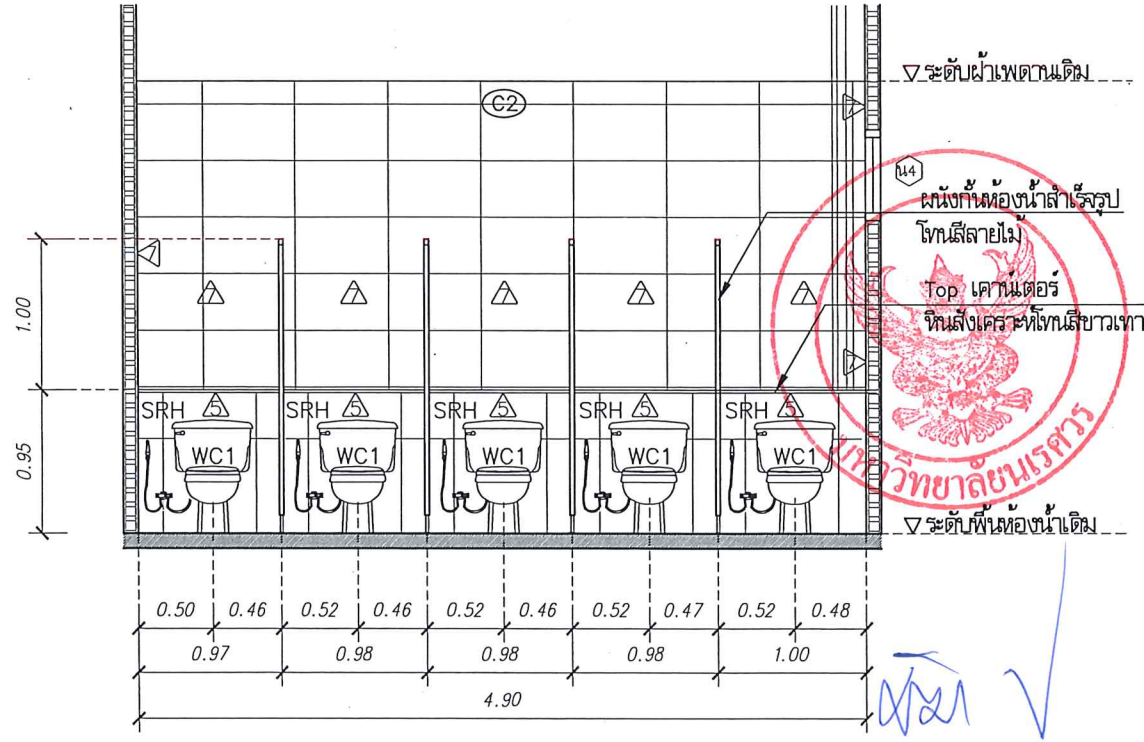 ระดับฝ้าเพดานเดิม
C2
7
น4
ผนังกั้นห้องน้ำสำเร็จรูป
โทนสีลายไม้
7
1.00
7 7 7 7 7
Top เคาน์เตอร์
หินสังเคราะห์โทนสีขาวเทา
7
SRH 5 SRH 5 SRH 5 SRH 5 SRH 5
0.95
WC1 WC1 WC1 WC1 WC1
มหาวิทยาลัยนเรศวร
ระดับพื้นห้องน้ำเดิม
0.50 0.46 0.52 0.46 0.52 0.46 0.52 0.47 0.52 0.48
0.97 0.98 0.98 0.98 1.00
4.90